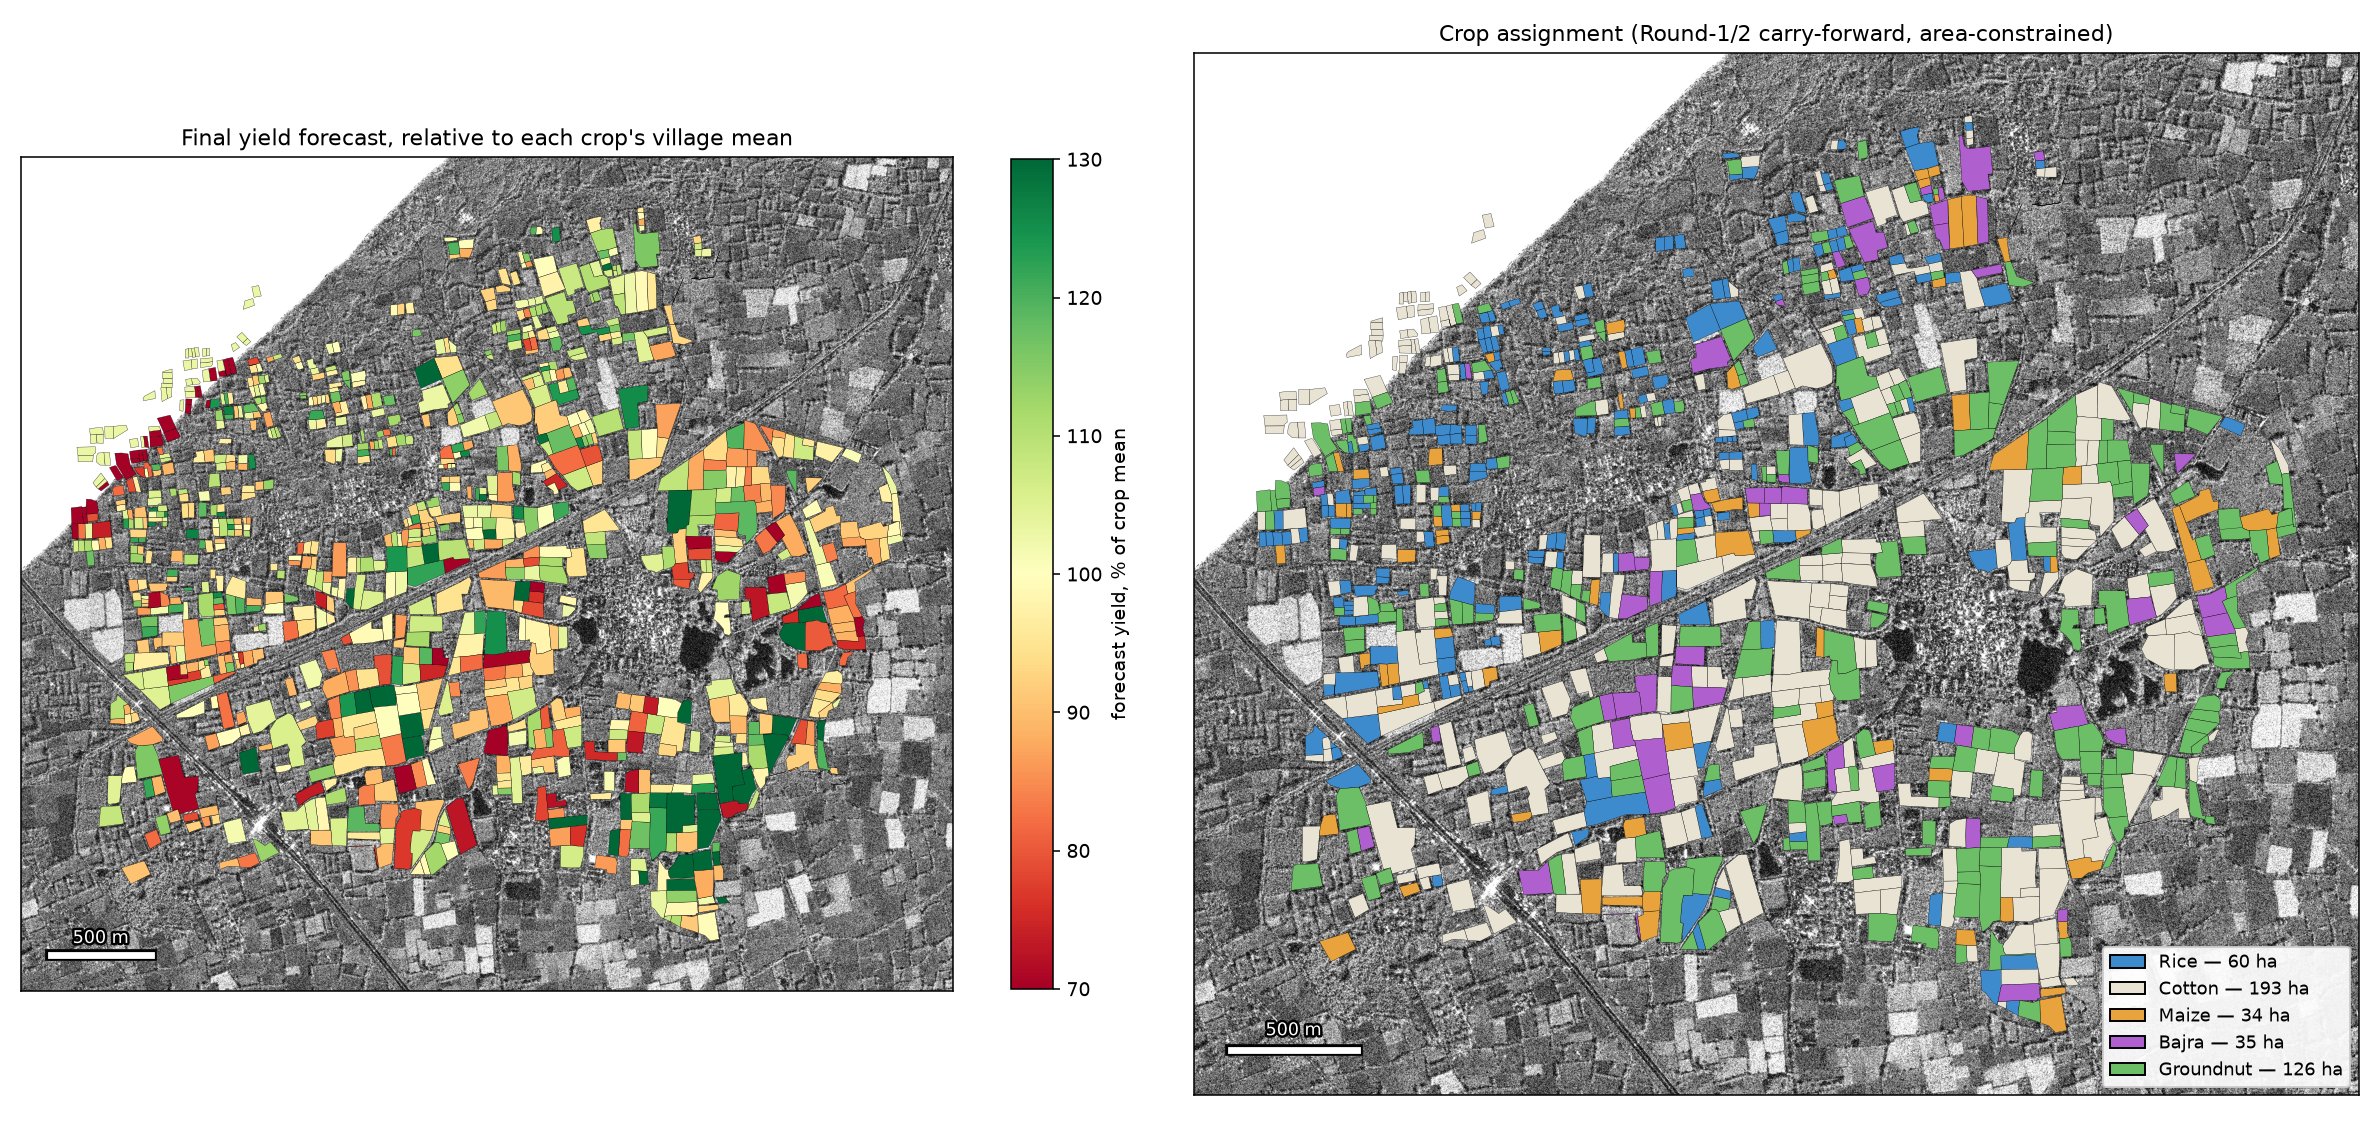 Final yield forecast, relative to each crop's village mean
500 m
130
120
110
100
90
80
70
forecast yield, % of crop mean
Crop assignment (Round-1/2 carry-forward, area-constrained)
500 m
Rice — 60 ha
Cotton — 193 ha
Maize — 34 ha
Bajra — 35 ha
Groundnut — 126 ha